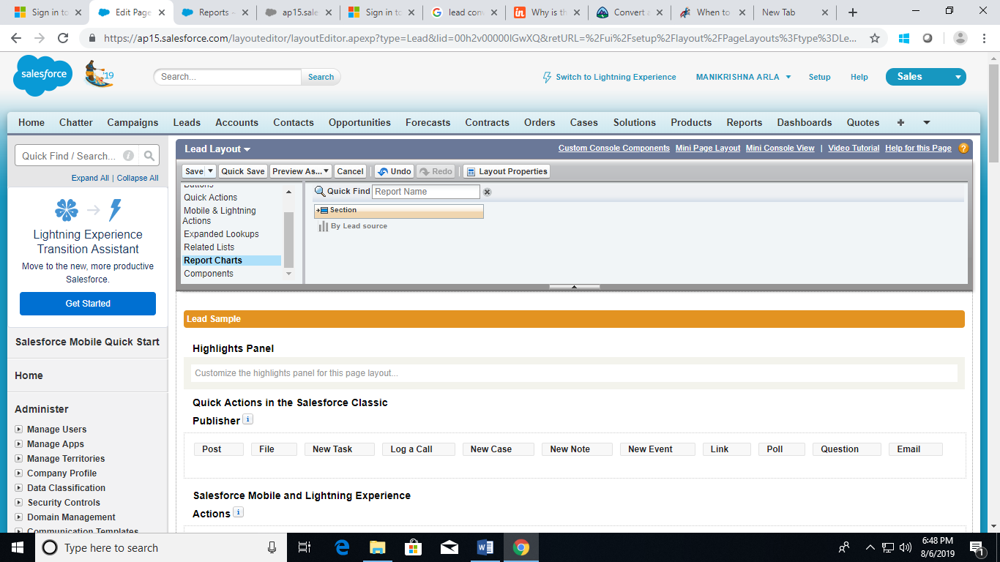 Sign in to
Edit Page
Reports -
ap15.sale
Sign in to
lead conv
Why is th
Convert a
When to
New Tab
https://ap15.salesforce.com/layouteditor/layoutEditor.apexp?type=Lead&lid=00h2v00000IGwXQ&retURL=%2Fui%2Fsetup%2Flayout%2FPageLayouts%3Ftype%3DLe...
salesforce
'19
Search...
Search
Switch to Lightning Experience
MANIKRISHNA ARLA
Setup
Help
Sales
Home Chatter Campaigns Leads Accounts Contacts Opportunities Forecasts Contracts Orders Cases Solutions Products Reports Dashboards Quotes +
Quick Find / Search...
Expand All | Collapse All
Lightning Experience
Transition Assistant
Move to the new, more productive
Salesforce.
Get Started
Salesforce Mobile Quick Start
Home
Administer
Manage Users
Manage Apps
Manage Territories
Company Profile
Data Classification
Security Controls
Domain Management
Communication Templates
Lead Layout
Custom Console Components Mini Page Layout Mini Console View | Video Tutorial Help for this Page
Save Quick Save Preview As... Cancel Undo Redo Layout Properties
Buttons
Quick Actions
Mobile & Lightning
Actions
Expanded Lookups
Related Lists
Report Charts
Components
Quick Find Report Name
Section
By Lead source
Lead Sample
Highlights Panel
Customize the highlights panel for this page layout...
Quick Actions in the Salesforce Classic
Publisher
Post File New Task Log a Call New Case New Note New Event Link Poll Question Email
Salesforce Mobile and Lightning Experience
Actions
Type here to search
6:48 PM
8/6/2019
1